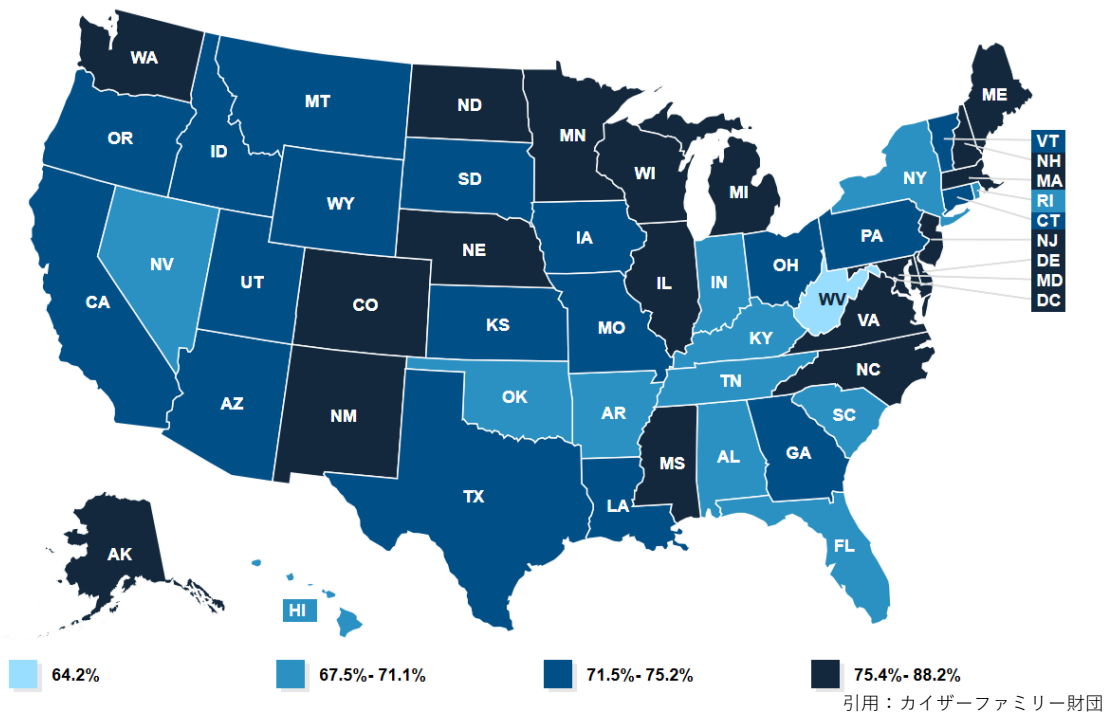 WA
MT
ND
MN
ME
OR
ID
SD
WI
MI
NY
VT
NH
MA
RI
CT
NJ
DE
MD
DC
WY
IA
NE
PA
NV
UT
CO
IL
IN
OH
WV
VA
CA
KS
MO
KY
AZ
NM
OK
AR
TN
NC
SC
MS
AL
GA
TX
LA
FL
AK
HI
64.2%
67.5%- 71.1%
71.5%- 75.2%
75.4%- 88.2%
引用：カイザーファミリー財団